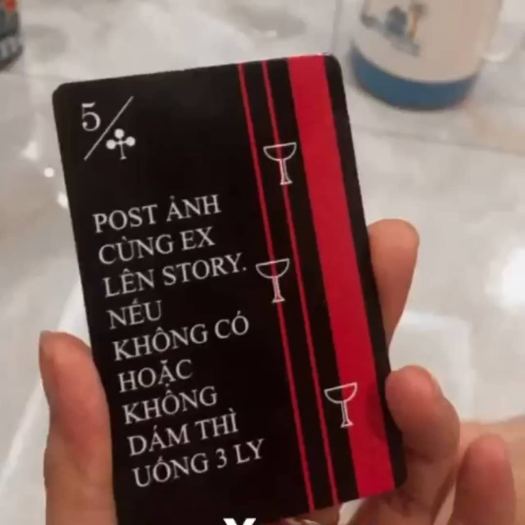 5
POST ẢNH
CÙNG EX
LÊN STORY.
NẾU
KHÔNG CÓ
HOẶC
KHÔNG
DÁM THÌ
UỐNG 3 LY